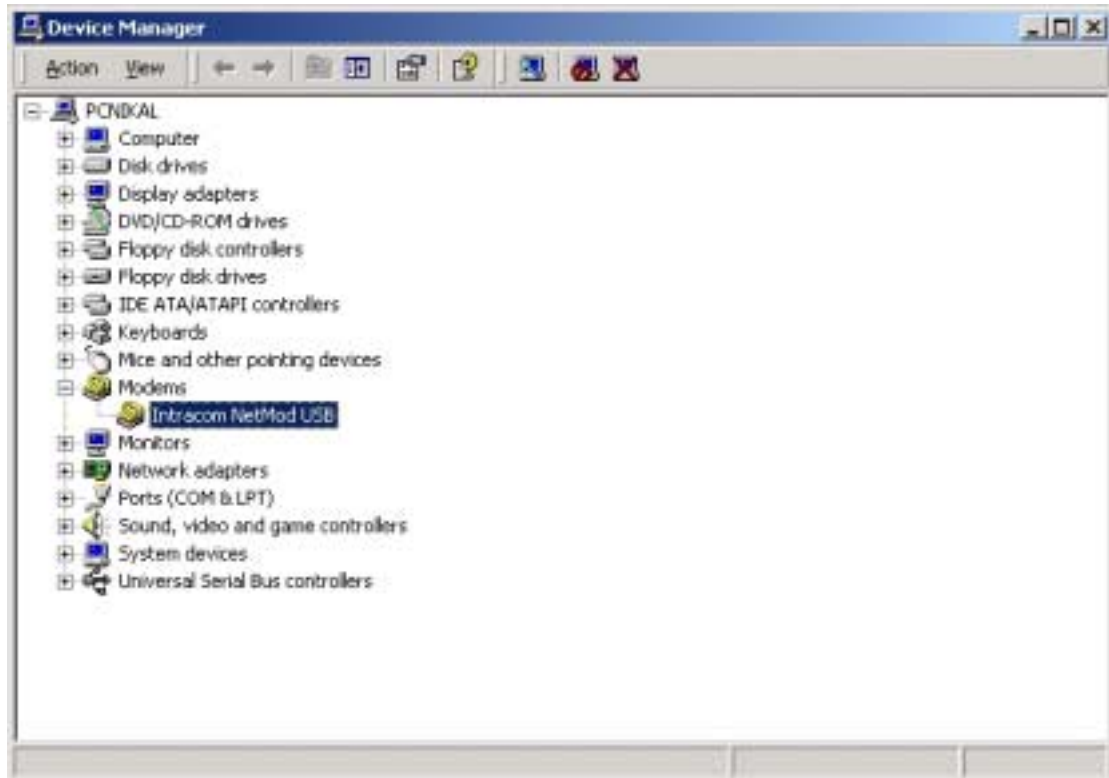 Device Manager
Action View
PCNIKAL
Computer
Disk drives
Display adapters
DVD/CD-ROM drives
Floppy disk controllers
Floppy disk drives
IDE ATA/ATAPI controllers
Keyboards
Mice and other pointing devices
Modems
Intracom NetMod USB
Monitors
Network adapters
Ports (COM & LPT)
Sound, video and game controllers
System devices
Universal Serial Bus controllers